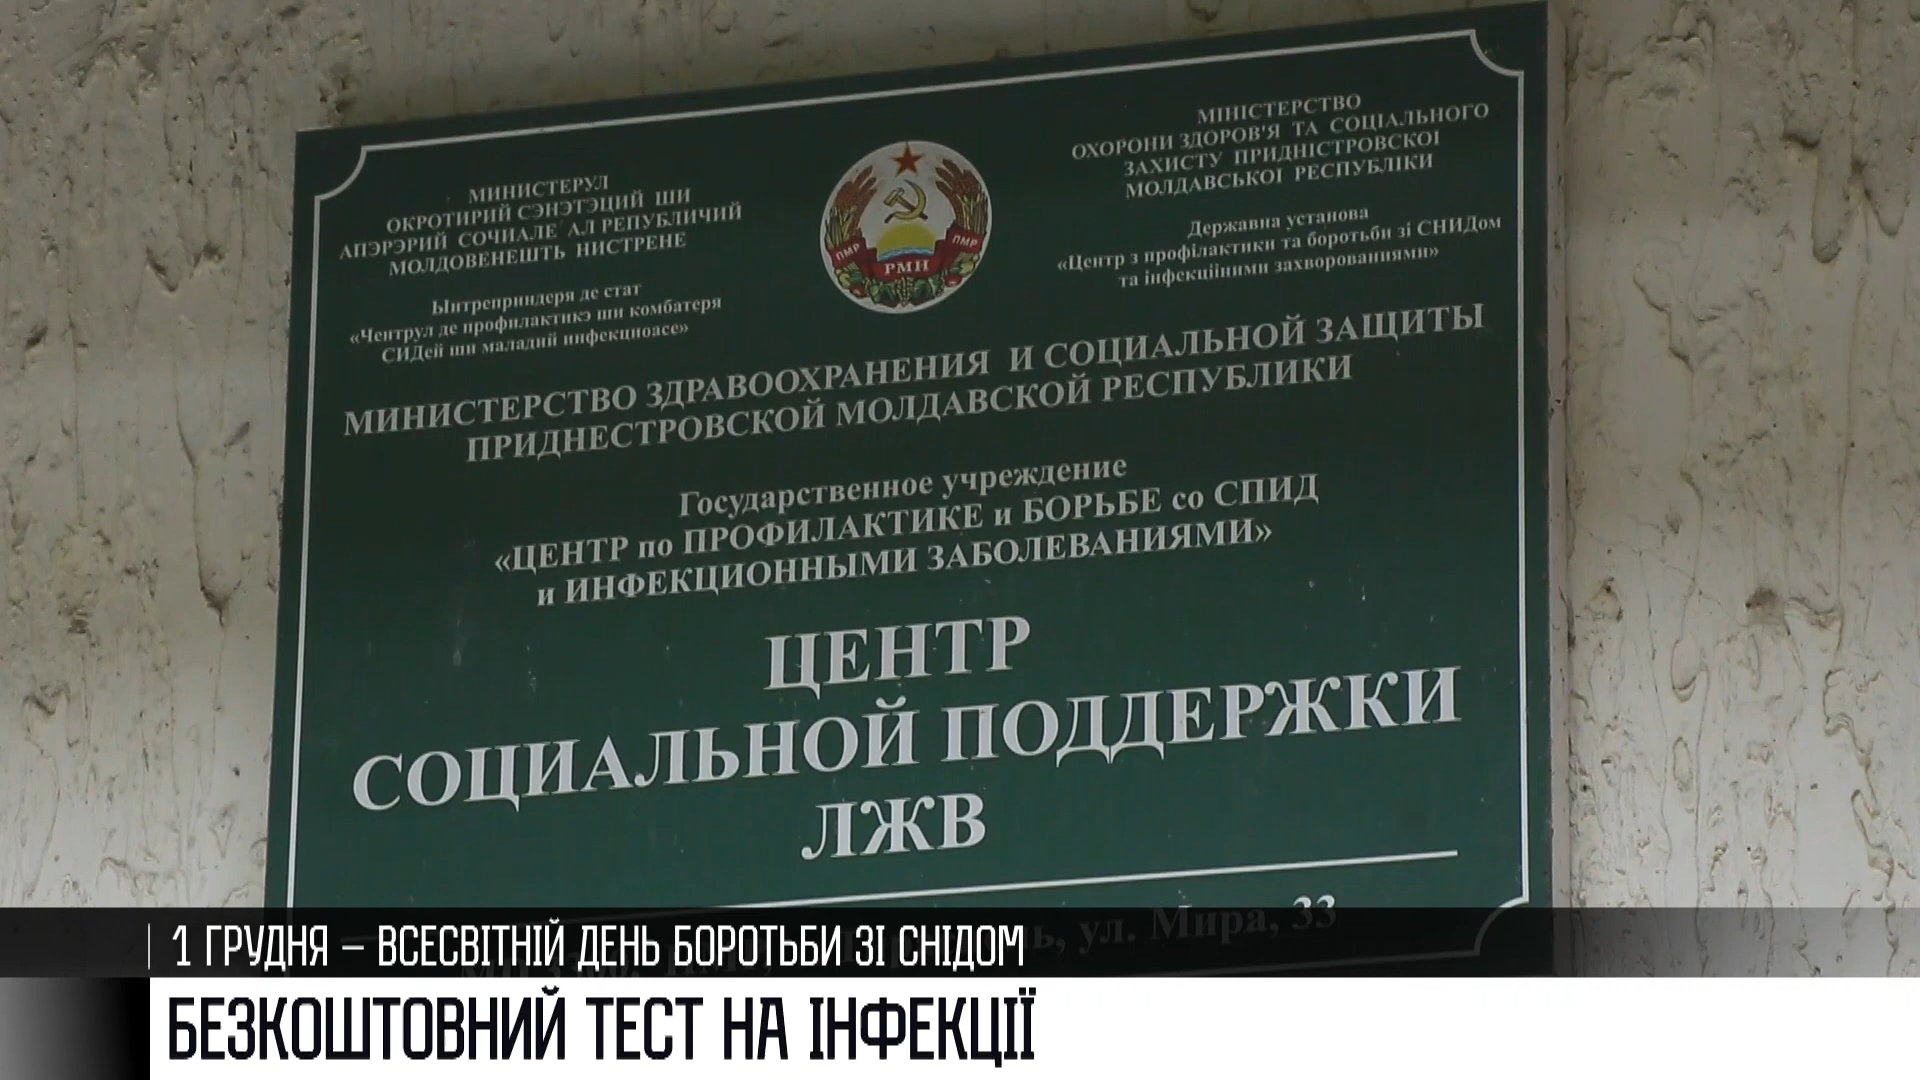 МИНИСТЕРУЛ
ОКРОТИРИЙ СЭНЭТЭЦИЙ ШИ
АПЭРЭРИЙ СОЧИАЛЕ АЛ РЕПУБЛИЧИЙ
МОЛДОВЕНЕШТЬ НИСТРЕНЕ
Ынтреприндеря де стат
«Чентрул де профилактикэ ши комбатеря
СИДей ши маладий инфекциоасе»
ПМР
ПМР
РМН
МІНІСТЕРСТВО
ОХОРОНИ ЗДОРОВ'Я ТА СОЦІАЛЬНОГО
ЗАХИСТУ ПРИДНІСТРОВСКОІ
МОЛДАВСЬКОІ РЕСПУБЛІКИ
Державна установа
«Центр з профілактики та боротьби зі СНИДом
та інфекційними захворованиями»
МИНИСТЕРСТВО ЗДРАВООХРАНЕНИЯ И СОЦИАЛЬНОЙ ЗАЩИТЫ
ПРИДНЕСТРОВСКОЙ МОЛДАВСКОЙ РЕСПУБЛИКИ
Государственное учреждение
«ЦЕНТР по ПРОФИЛАКТИКЕ и БОРЬБЕ со СПИД
и ИНФЕКЦИОННЫМИ ЗАБОЛЕВАНИЯМИ»
ЦЕНТР
СОЦИАЛЬНОЙ ПОДДЕРЖКИ
ЛЖВ
ул. Мира, 33
1 ГРУДНЯ – ВСЕСВІТНІЙ ДЕНЬ БОРОТЬБИ ЗІ СНІДОМ
БЕЗКОШТОВНИЙ ТЕСТ НА ІНФЕКЦІЇ